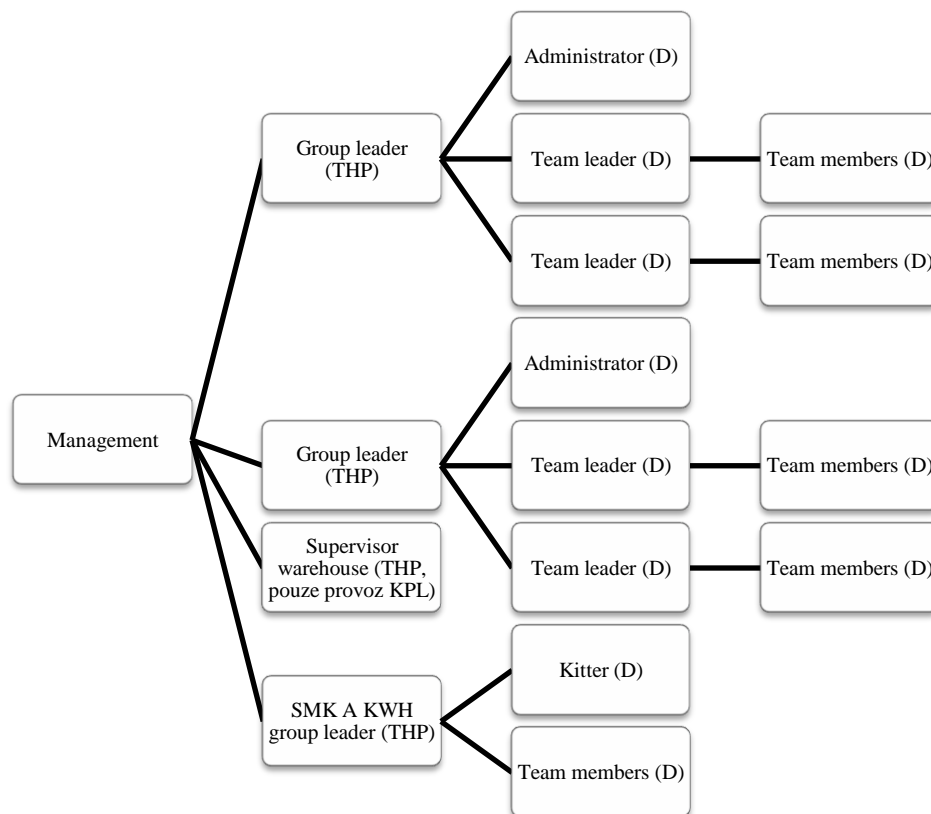 Administrator (D)
Group leader
(THP)
Team leader (D)
Team members (D)
Team leader (D)
Team members (D)
Management
Administrator (D)
Group leader
(THP)
Team leader (D)
Team members (D)
Supervisor
warehouse (THP,
pouze provoz KPL)
Team leader (D)
Team members (D)
SMK A KWH
group leader (THP)
Kitter (D)
Team members (D)